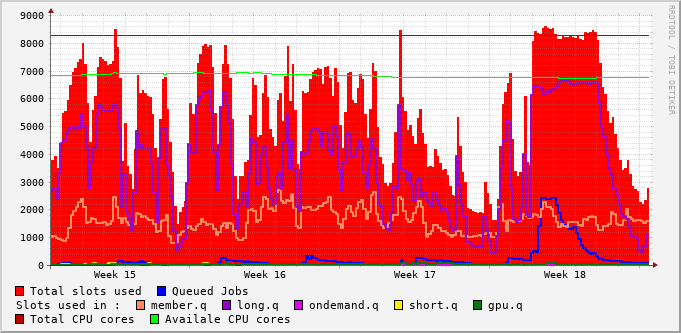 9000
8000
7000
6000
5000
4000
3000
2000
1000
0
Week 15 Week 16 Week 17 Week 18
RRDTOOL / TOBI OETIKER
Total slots used Queued Jobs
Slots used in : member.q long.q ondemand.q short.q gpu.q
Total CPU cores Availale CPU cores